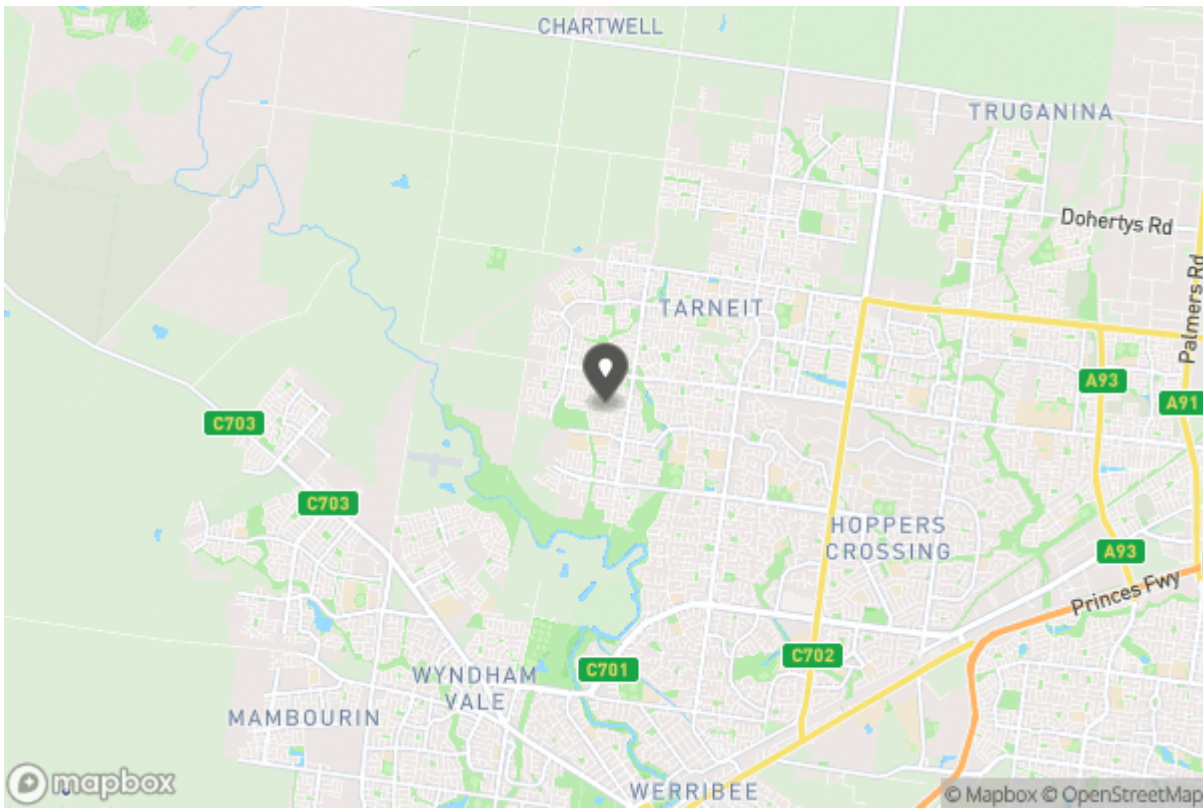 CHARTWELL
TRUGANINA
Dohertys Rd
Palmers Rd
TARNEIT
A93
A91
C703
C703
HOPPERS
CROSSING
A93
Princes Fwy
C702
C701
WYNDHAM
VALE
MAMBOURIN
WERRIBEE
mapbox
© Mapbox © OpenStreetMap